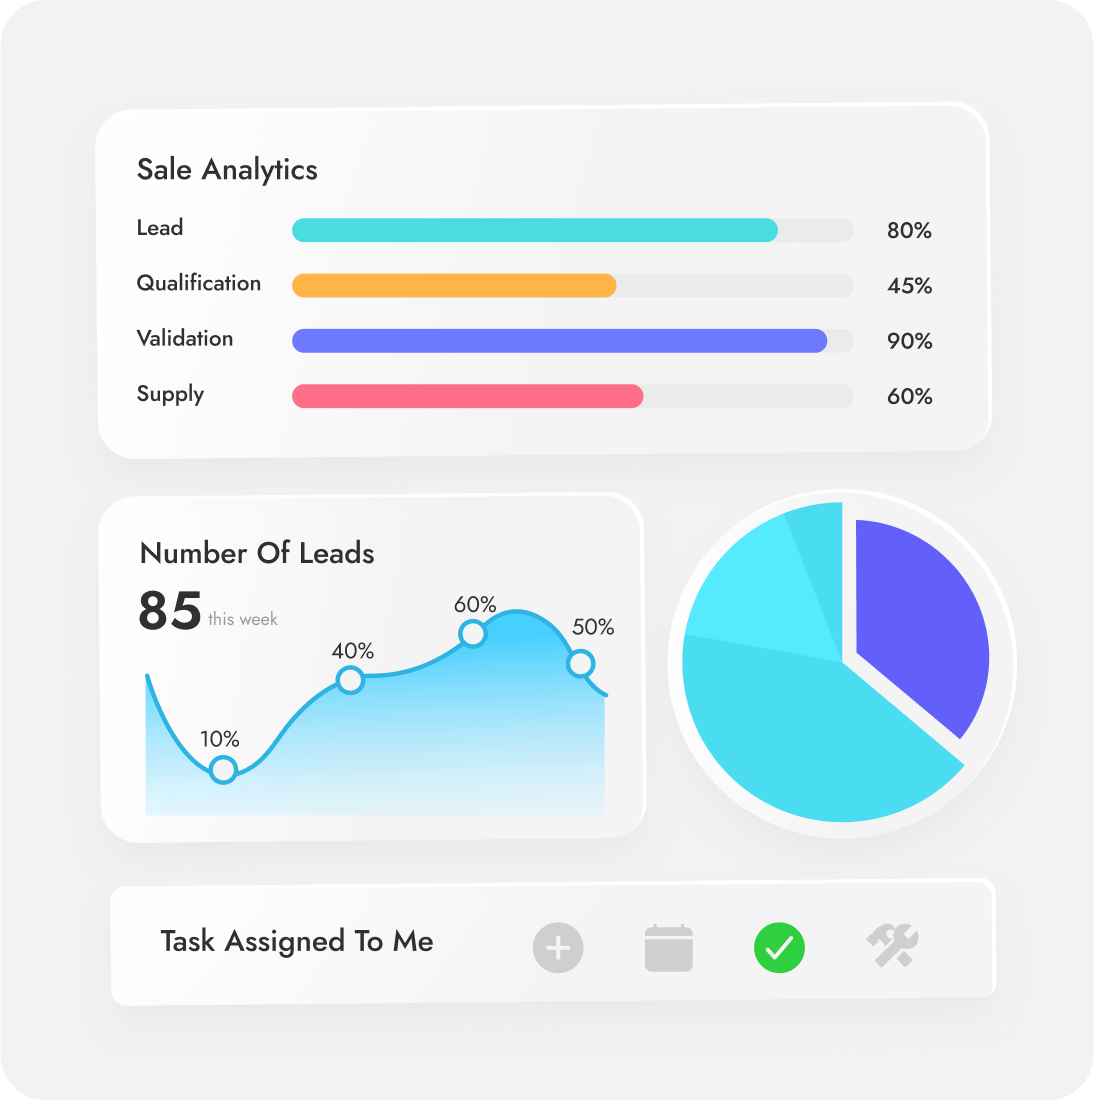 Sale Analytics
Lead 80%
Qualification 45%
Validation 90%
Supply 60%
Number Of Leads
85 this week
10%
40%
60%
50%
Task Assigned To Me